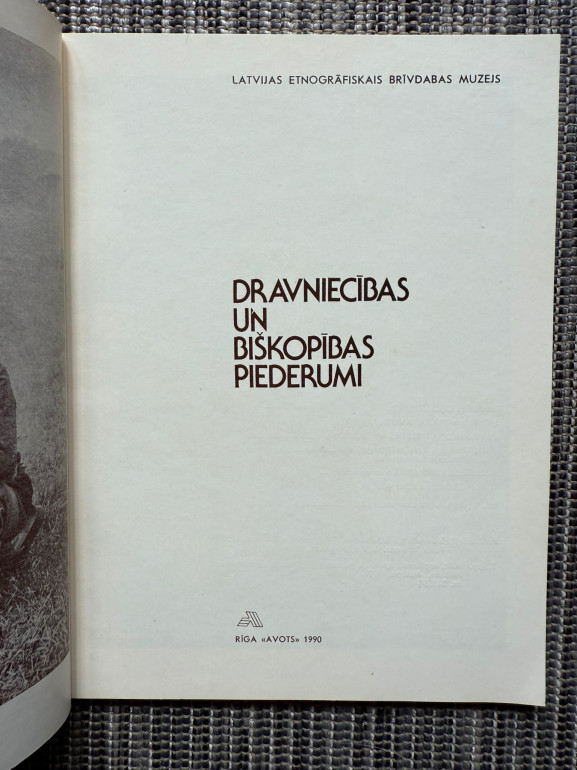 LATVIJAS ETNOGRĀFISKAIS BRĪVDABAS MUZEJS
DRAVNIECĪBAS
UN
BIŠKOPĪBAS
PIEDERUMI
RĪGA «AVOTS» 1990